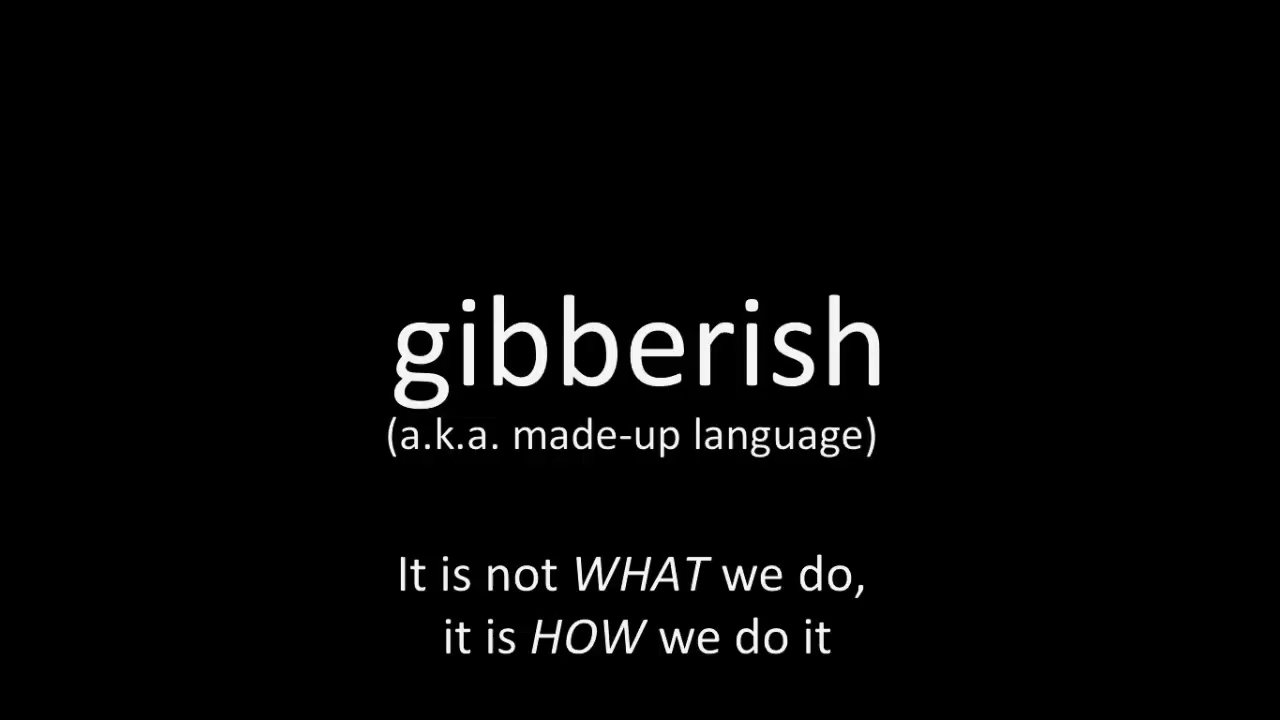 gibberish
(a.k.a. made-up language)
It is not WHAT we do,
it is HOW we do it